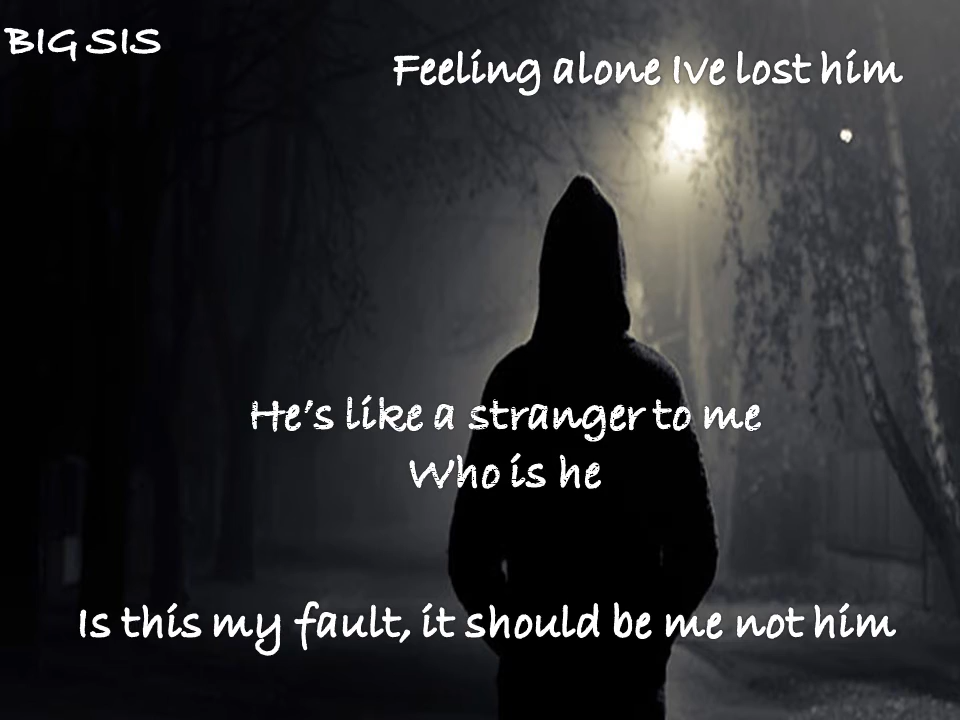 BIG SIS
Feeling alone Ive lost him
He's like a stranger to me
Who is he
Is this my fault, it should be me not him